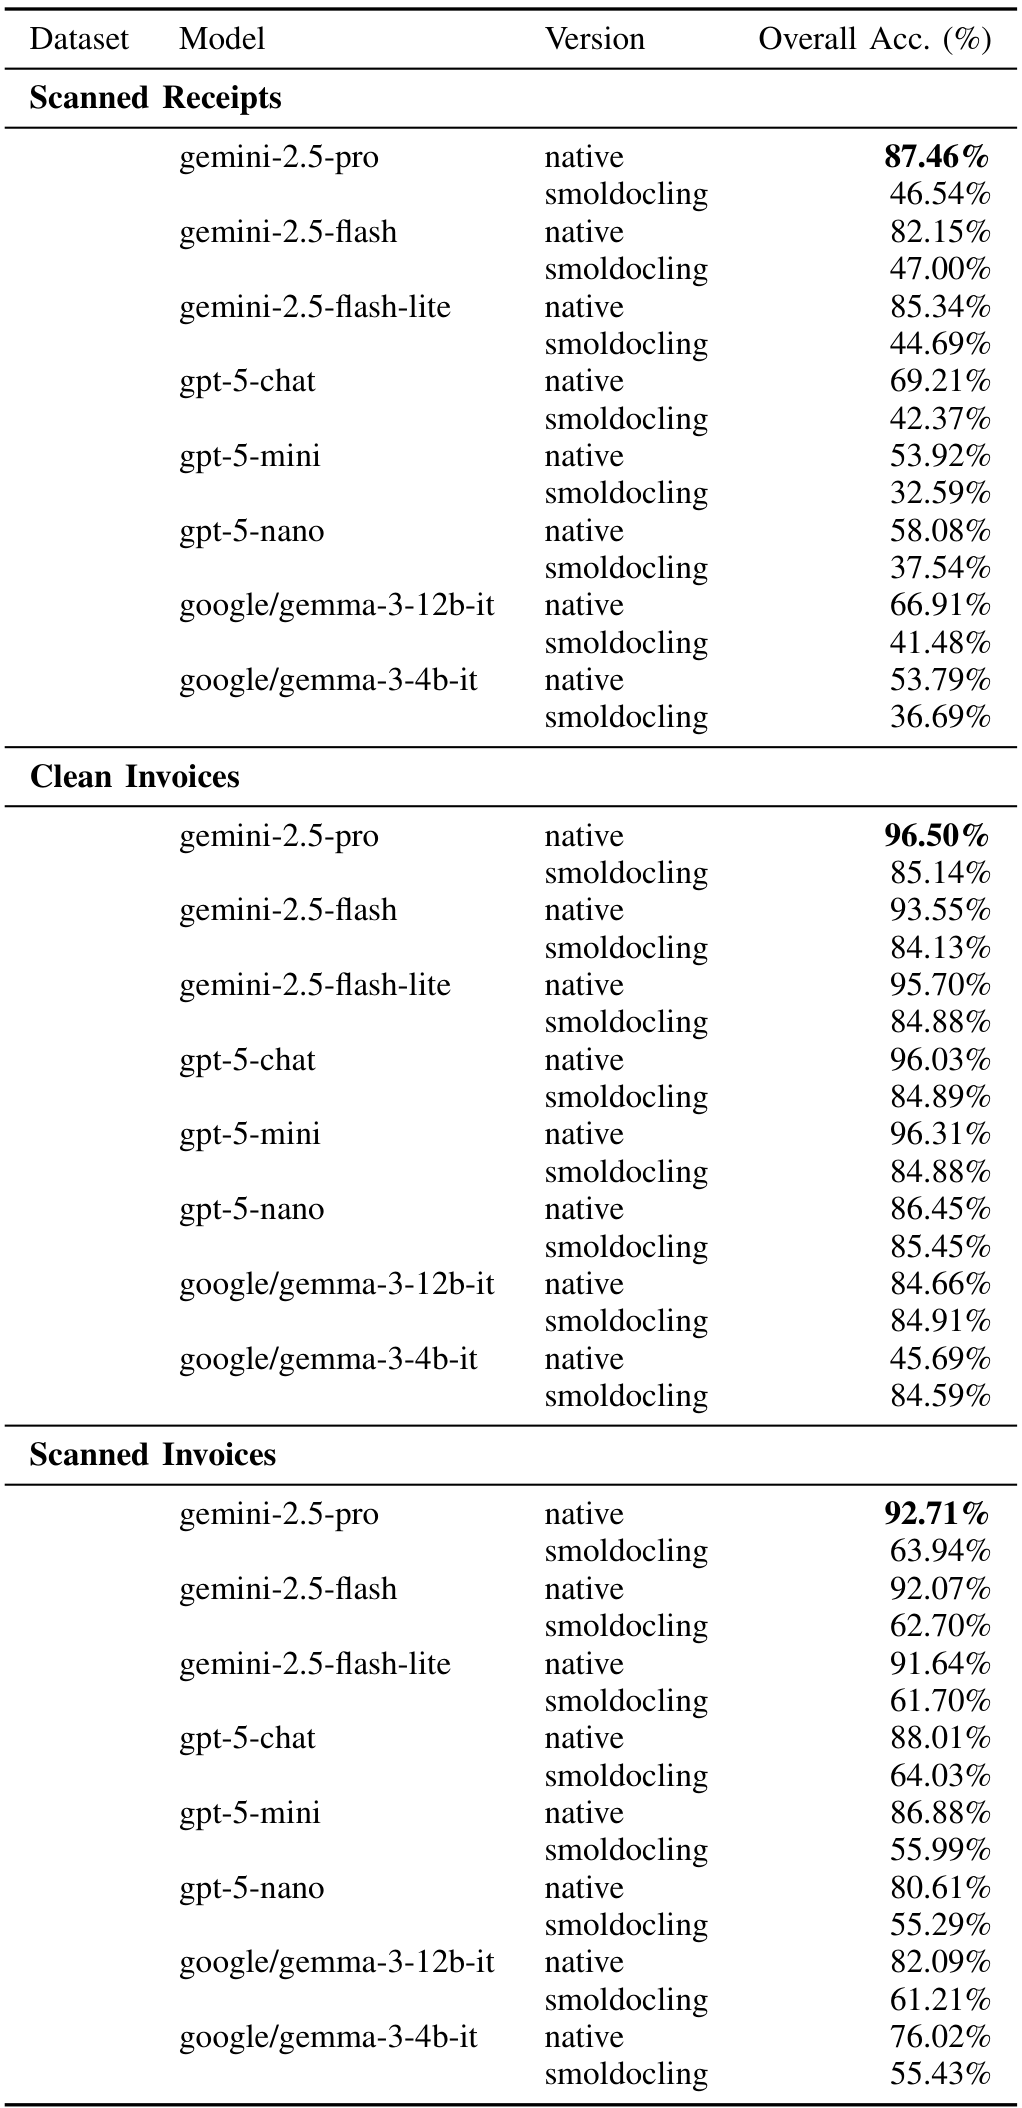 Dataset Model Version Overall Acc. (%)
Scanned Receipts
gemini-2.5-pro native 87.46%
smoldocling 46.54%
gemini-2.5-flash native 82.15%
smoldocling 47.00%
gemini-2.5-flash-lite native 85.34%
smoldocling 44.69%
gpt-5-chat native 69.21%
smoldocling 42.37%
gpt-5-mini native 53.92%
smoldocling 32.59%
gpt-5-nano native 58.08%
smoldocling 37.54%
google/gemma-3-12b-it native 66.91%
smoldocling 41.48%
google/gemma-3-4b-it native 53.79%
smoldocling 36.69%
Clean Invoices
gemini-2.5-pro native 96.50%
smoldocling 85.14%
gemini-2.5-flash native 93.55%
smoldocling 84.13%
gemini-2.5-flash-lite native 95.70%
smoldocling 84.88%
gpt-5-chat native 96.03%
smoldocling 84.89%
gpt-5-mini native 96.31%
smoldocling 84.88%
gpt-5-nano native 86.45%
smoldocling 85.45%
google/gemma-3-12b-it native 84.66%
smoldocling 84.91%
google/gemma-3-4b-it native 45.69%
smoldocling 84.59%
Scanned Invoices
gemini-2.5-pro native 92.71%
smoldocling 63.94%
gemini-2.5-flash native 92.07%
smoldocling 62.70%
gemini-2.5-flash-lite native 91.64%
smoldocling 61.70%
gpt-5-chat native 88.01%
smoldocling 64.03%
gpt-5-mini native 86.88%
smoldocling 55.99%
gpt-5-nano native 80.61%
smoldocling 55.29%
google/gemma-3-12b-it native 82.09%
smoldocling 61.21%
google/gemma-3-4b-it native 76.02%
smoldocling 55.43%